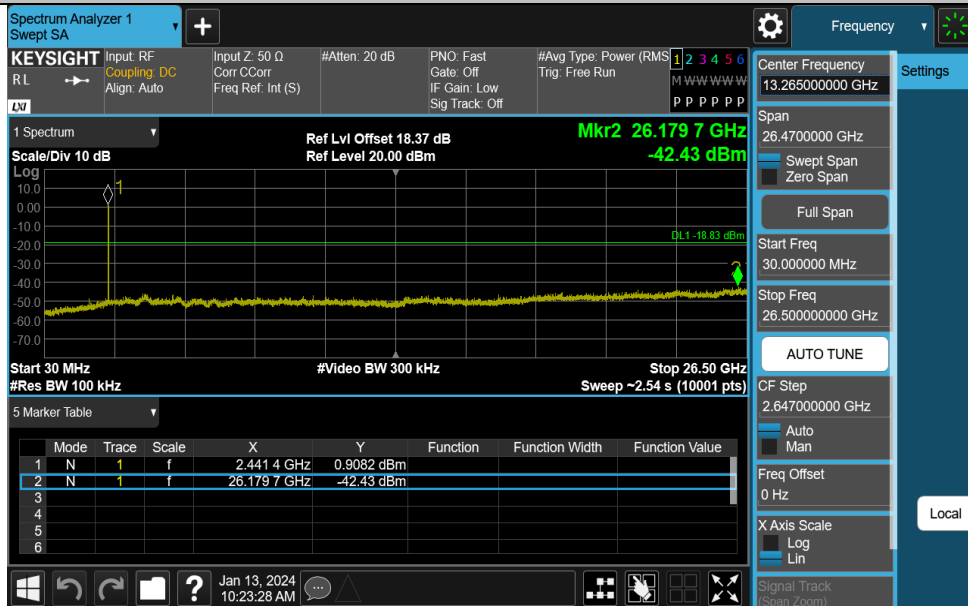 Spectrum Analyzer 1
Swept SA
+
Frequency
KEYSIGHT
RL
LXI
Input: RF
Coupling: DC
Align: Auto
Input Z: 50 Ω
Corr CCorr
Freq Ref: Int (S)
#Atten: 20 dB
PNO: Fast
Gate: Off
IF Gain: Low
Sig Track: Off
#Avg Type: Power (RMS
Trig: Free Run
1 2 3 4 5 6
M W W W W W
P P P P P P
Center Frequency
13.265000000 GHz
Settings
Span
26.4700000 GHz
Swept Span
Zero Span
Full Span
Start Freq
30.000000 MHz
Stop Freq
26.500000000 GHz
AUTO TUNE
CF Step
2.647000000 GHz
Auto
Man
Freq Offset
0 Hz
X Axis Scale
Log
Lin
Signal Track
(Span Zoom)
Local
1 Spectrum
Scale/Div 10 dB
Log
Ref Lvl Offset 18.37 dB
Ref Level 20.00 dBm
Mkr2 26.179 7 GHz
-42.43 dBm
10.0
0.00
-10.0
-20.0
-30.0
-40.0
-50.0
-60.0
-70.0
1
DL1 -18.83 dBm
2
Start 30 MHz
#Video BW 300 kHz
Stop 26.50 GHz
#Res BW 100 kHz
Sweep ~2.54 s (10001 pts)
5 Marker Table
Mode Trace Scale X Y Function Function Width Function Value
1 N 1 f 2.441 4 GHz 0.9082 dBm
2 N 1 f 26.179 7 GHz -42.43 dBm
3
4
5
6
?
Jan 13, 2024
10:23:28 AM